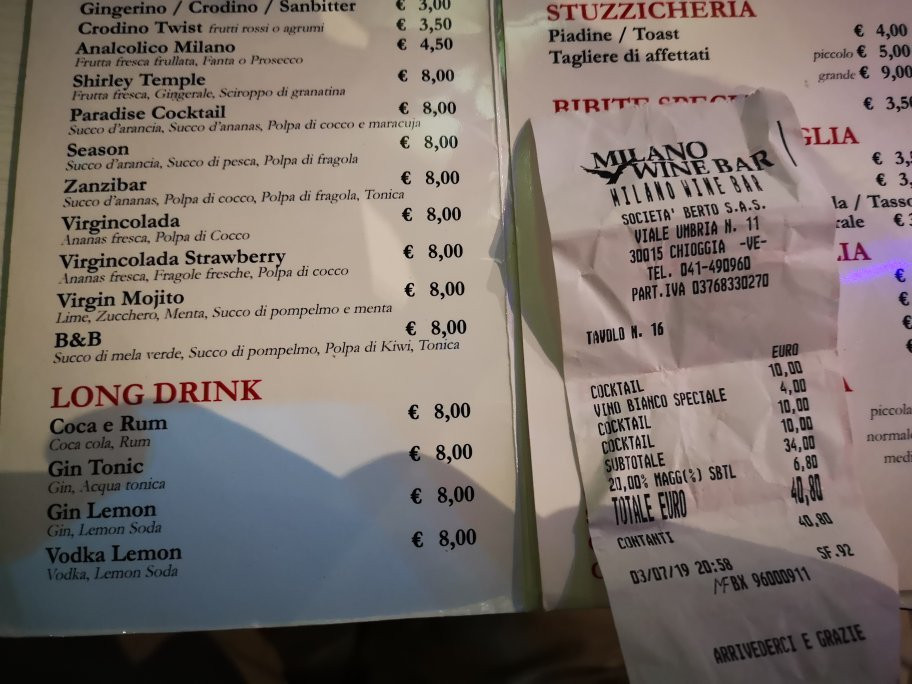 Gingerino / Crodino / Sanbitter € 3,00
Crodino Twist frutti rossi o agrumi € 3,50
Analcolico Milano € 4,50
Frutta fresca frullata, Fanta o Prosecco
Shirley Temple € 8,00
Frutta fresca, Gingerale, Sciroppo di granatina
Paradise Cocktail € 8,00
Succo d'arancia, Succo d'ananas, Polpa di cocco e maracuja
Season € 8,00
Succo d'arancia, Succo di pesca, Polpa di fragola
Zanzibar € 8,00
Succo d'ananas, Polpa di cocco, Polpa di fragola, Tonica
Virgincolada € 8,00
Ananas fresca, Polpa di Cocco
Virgincolada Strawberry € 8,00
Ananas fresca, Fragole fresche, Polpa di cocco
Virgin Mojito € 8,00
Lime, Zucchero, Menta, Succo di pompelmo e menta
B&B € 8,00
Succo di mela verde, Succo di pompelmo, Polpa di Kiwi, Tonica
LONG DRINK
Coca e Rum € 8,00
Coca cola, Rum
Gin Tonic € 8,00
Gin, Acqua tonica
Gin Lemon € 8,00
Gin, Lemon Soda
Vodka Lemon € 8,00
Vodka, Lemon Soda
STUZZICHERIA
Piadine / Toast € 4,00
Tagliere di affettati piccolo € 5,00
grande € 9,00
BIBITE
€ 3,50
GLIA
€ 3,
€ 3,
la / Tasso
rale €
LIA
€
€
€
piccola
normale
medi
MILANO
WINE BAR
MILANO WINE BAR
SOCIETA' BERTO S.A.S.
VIALE UMBRIA N. 11
30015 CHIOGGIA -VE-
TEL. 041-490960
PART.IVA 03768330270
TAVOLO N. 16
EURO
COCKTAIL 10,00
VINO BIANCO SPECIALE 4,00
COCKTAIL 10,00
COCKTAIL 10,00
SUBTOTALE 34,00
20,00% MAGG(%) SBTL 6,80
TOTALE EURO 40,80
CONTANTI 40,80
03/07/19 20:58 SF.92
MFBX 96000911
ARRIVEDERCI E GRAZIE